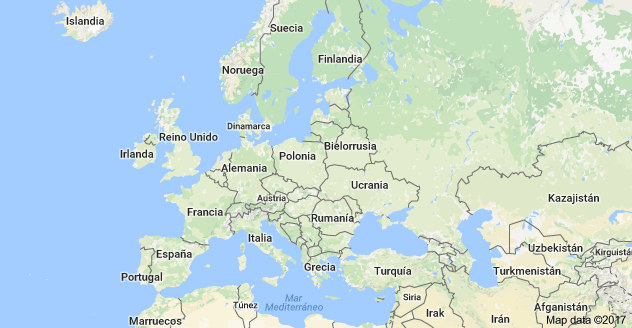 Islandia
Suecia
Finlandia
Noruega
Dinamarca
Reino Unido
Irlanda
Bielorrusia
Polonia
Alemania
Ucrania
Kazajistán
Austria
Francia
Rumanía
Italia
Uzbekistán
Kirguistán
España
Grecia
Turquía
Turkmenistán
Portugal
Mar
Mediterráneo
Siria
Túnez
Irak
Irán
Afganistán
Marruecos
Map data ©2017